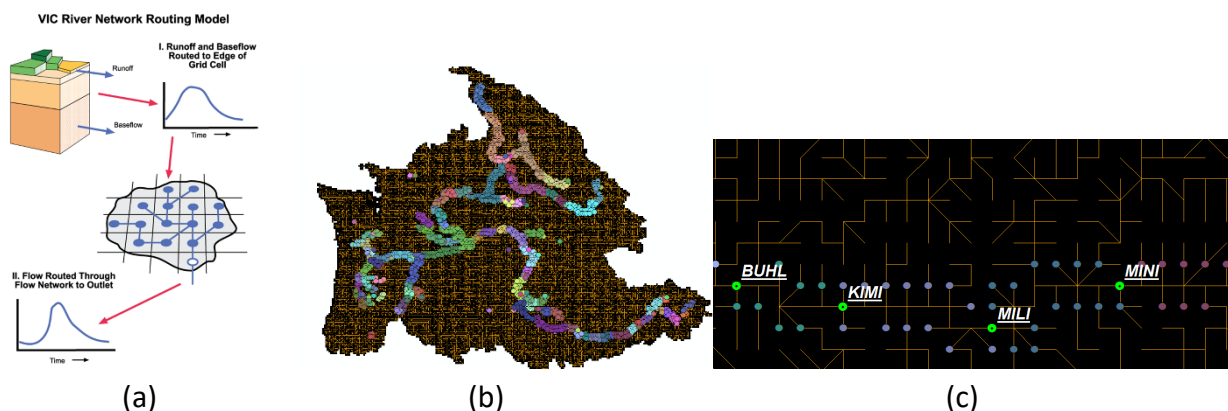 VIC River Network Routing Model
I. Runoff and Baseflow
Routed to Edge of
Grid Cell
Runoff
Baseflow
Time
II. Flow Routed Through
Flow Network to Outlet
Time
BUHL
KIMI
MILI
MINI
(a)
(b)
(c)